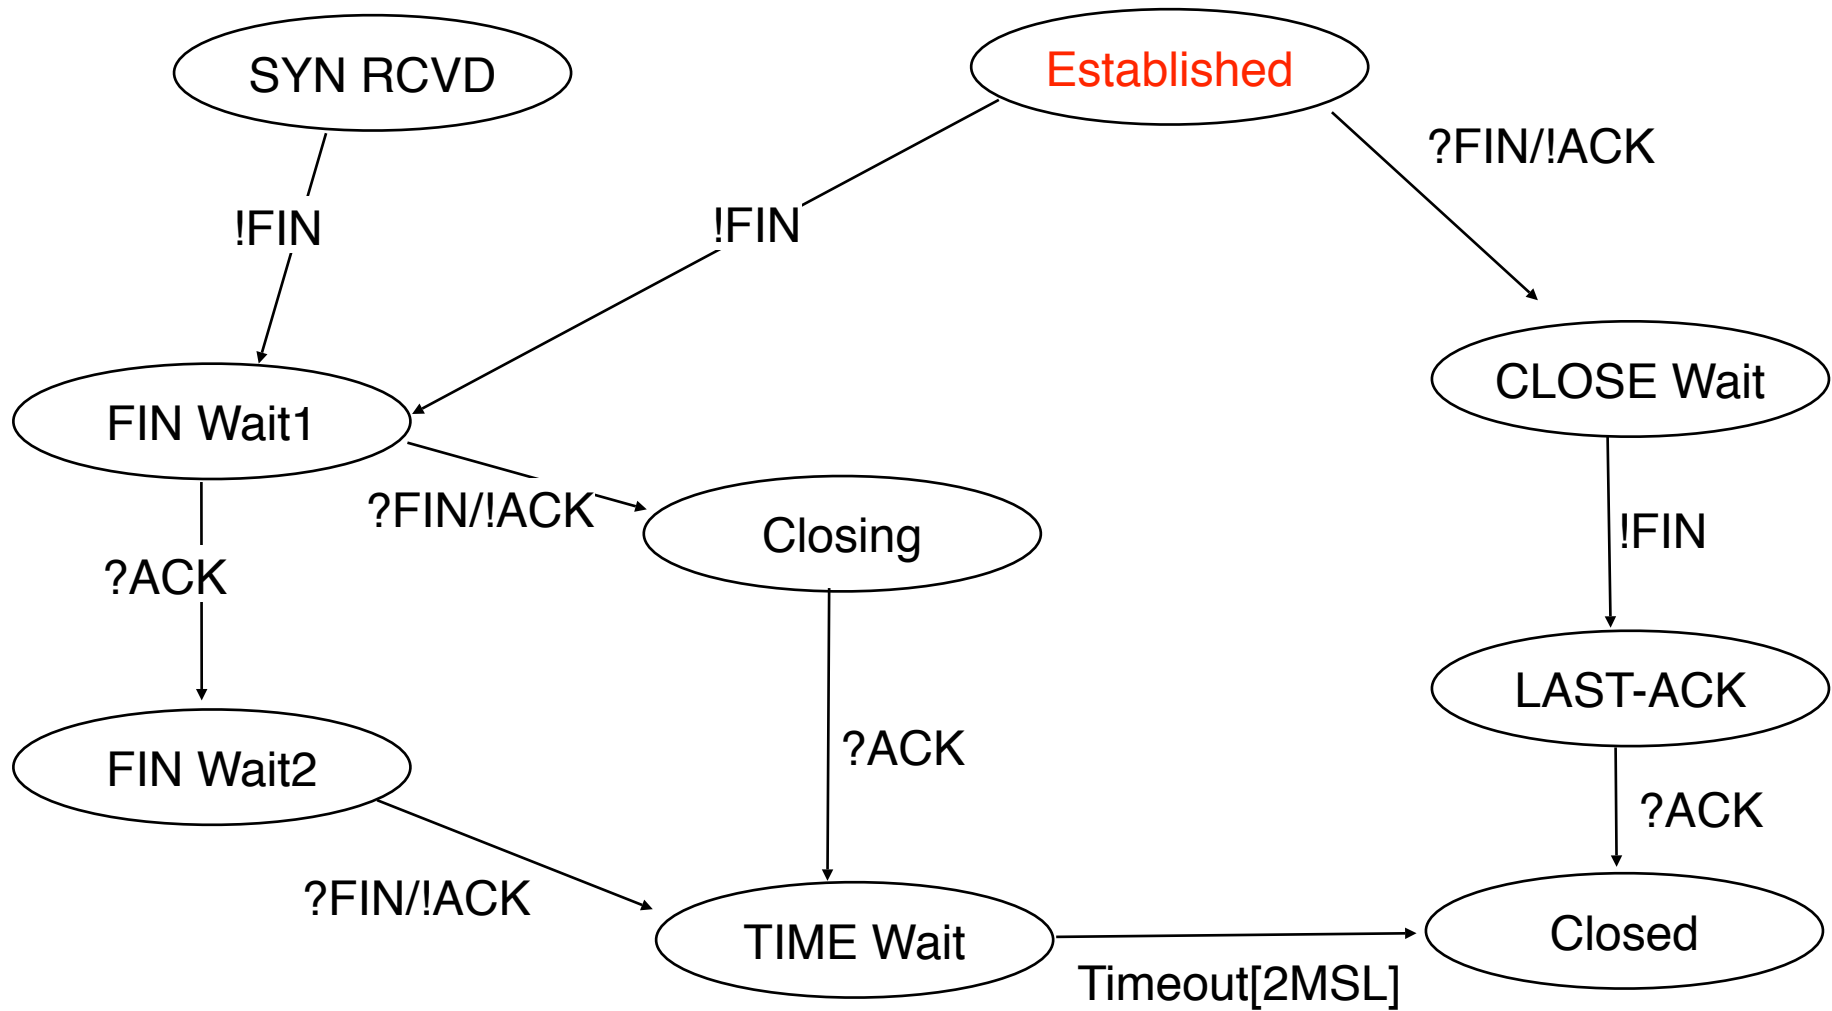 SYN RCVD
Established
?FIN/!ACK
!FIN
!FIN
CLOSE Wait
FIN Wait1
?FIN/!ACK
Closing
!FIN
?ACK
LAST-ACK
?ACK
FIN Wait2
?ACK
?FIN/!ACK
TIME Wait
Closed
Timeout[2MSL]